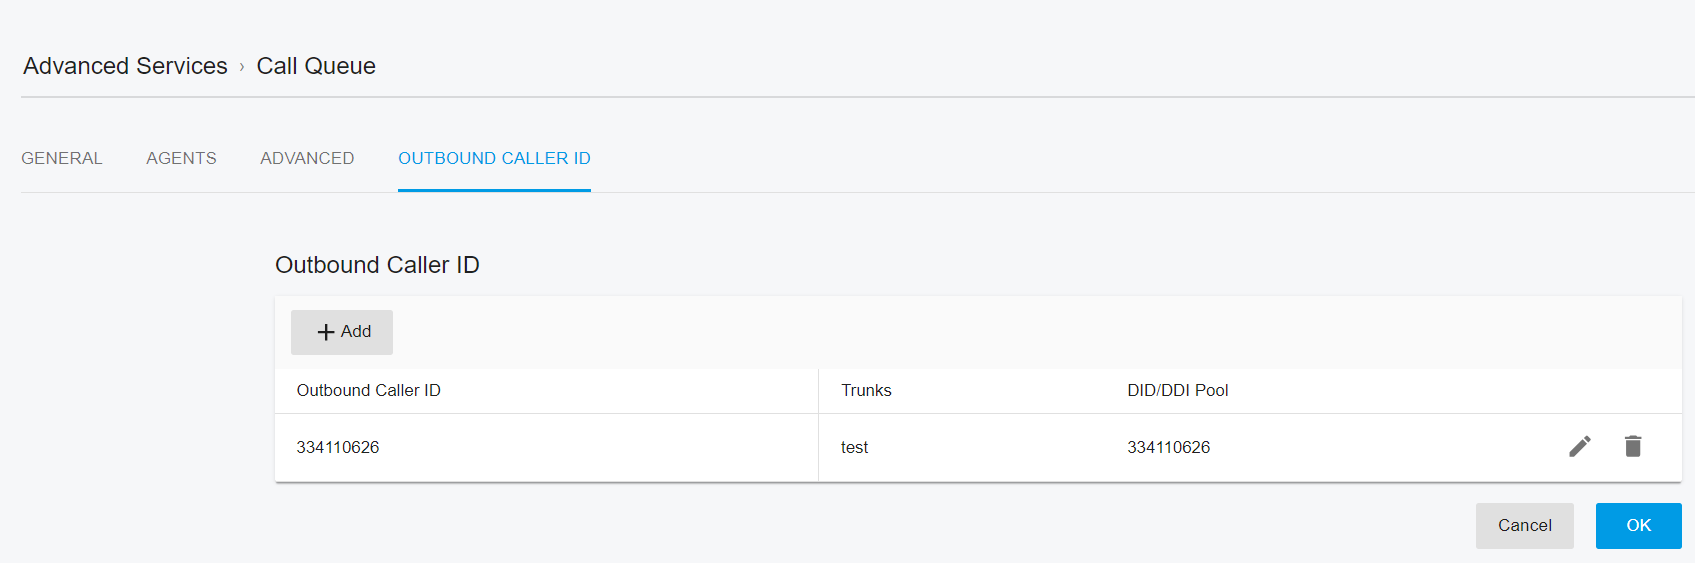 Advanced Services › Call Queue
GENERAL AGENTS ADVANCED OUTBOUND CALLER ID
Outbound Caller ID
+ Add
Outbound Caller ID Trunks DID/DDI Pool
334110626 test 334110626
Cancel OK